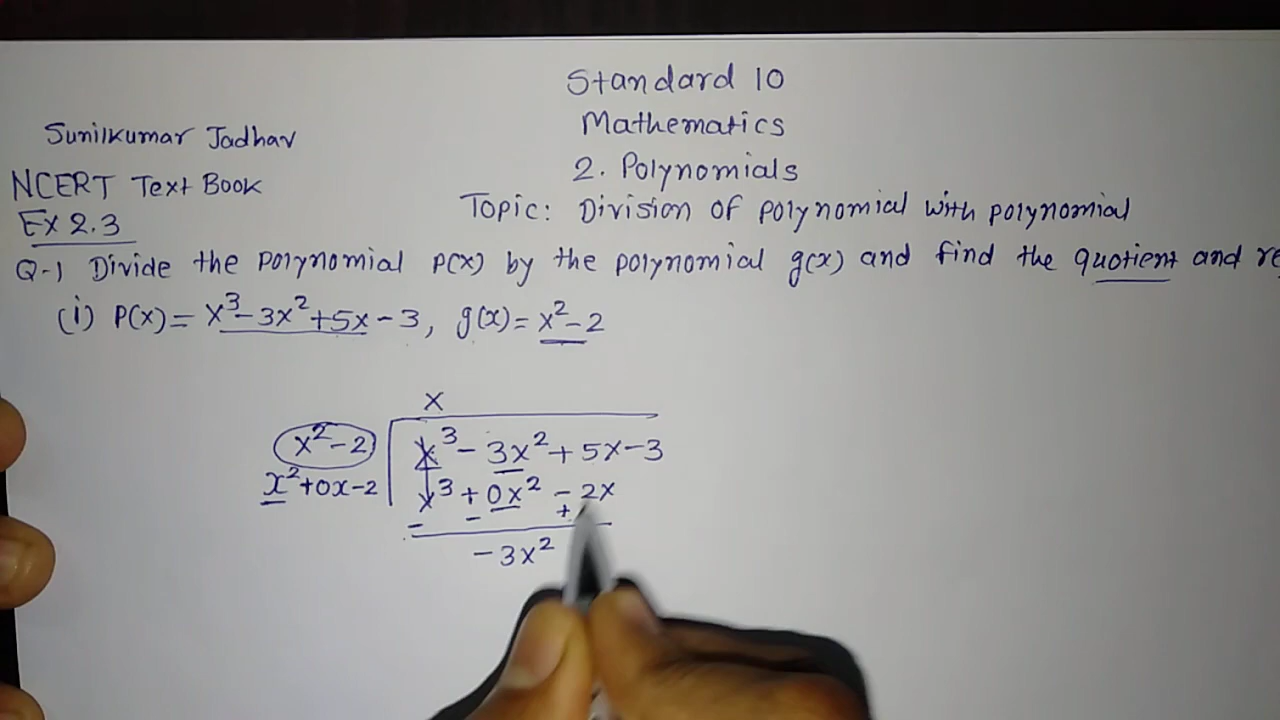 Standard 10
Mathematics
2. Polynomials
Sunilkumar Jadhav
NCERT Text Book
Ex 2.3
Topic: Division of polynomial with polynomial
Q-1 Divide the polynomial P(x) by the polynomial g(x) and find the quotient and re
(i) P(x) = x³ - 3x² + 5x - 3, g(x) = x² - 2
x
x² - 2
x³ - 3x² + 5x - 3
x² + 0x - 2
x³ + 0x² - 2x
- - +
- 3x²